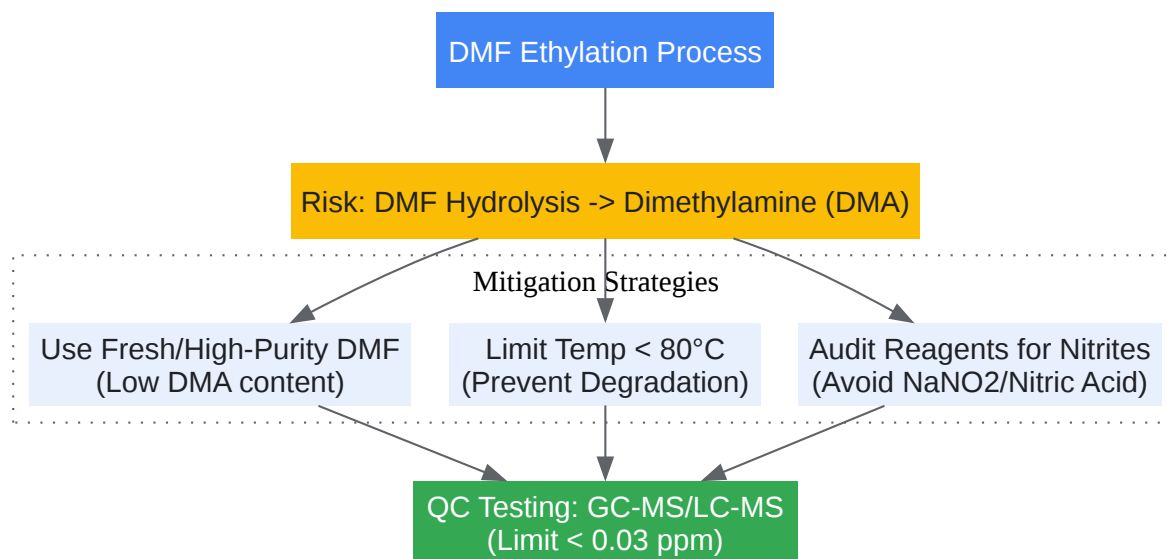 DMF Ethylation Process
Risk: DMF Hydrolysis -> Dimethylamine (DMA)
Mitigation Strategies
Use Fresh/High-Purity DMF
(Low DMA content)
Limit Temp < 80°C
(Prevent Degradation)
Audit Reagents for Nitrites
(Avoid NaNO2/Nitric Acid)
QC Testing: GC-MS/LC-MS
(Limit < 0.03 ppm)